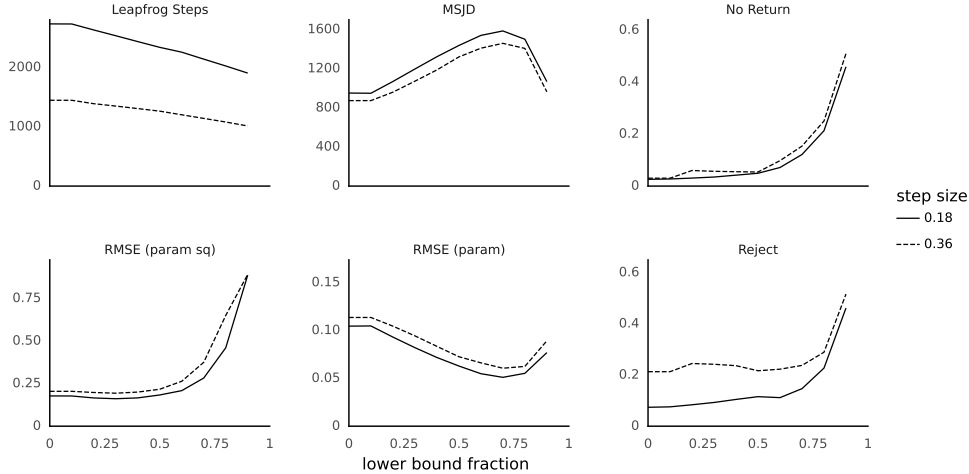 Leapfrog Steps
MSJD
No Return
2000
1000
0
1600
1200
800
400
0
0.6
0.4
0.2
0
step size
0.18
0.36
RMSE (param sq)
RMSE (param)
Reject
0.75
0.50
0.25
0
0.15
0.10
0.05
0
0.6
0.4
0.2
0
0 0.25 0.5 0.75 1
0 0.25 0.5 0.75 1
0 0.25 0.5 0.75 1
lower bound fraction